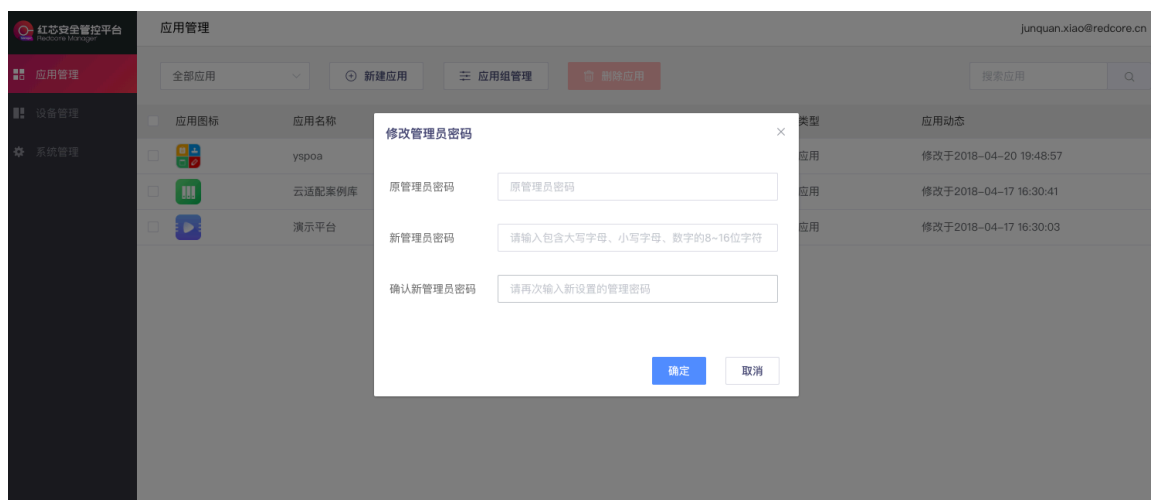 红芯安全管控平台
Redcore Manager
应用管理
junquan.xiao@redcore.cn
应用管理
设备管理
系统管理
全部应用
新建应用
应用组管理
删除应用
搜索应用
应用图标 应用名称 类型 应用动态
yspoa 应用 修改于2018-04-20 19:48:57
云适配案例库 应用 修改于2018-04-17 16:30:41
演示平台 应用 修改于2018-04-17 16:30:03
修改管理员密码
原管理员密码 原管理员密码
新管理员密码 请输入包含大写字母、小写字母、数字的8~16位字符
确认新管理员密码 请再次输入新设置的管理密码
确定 取消